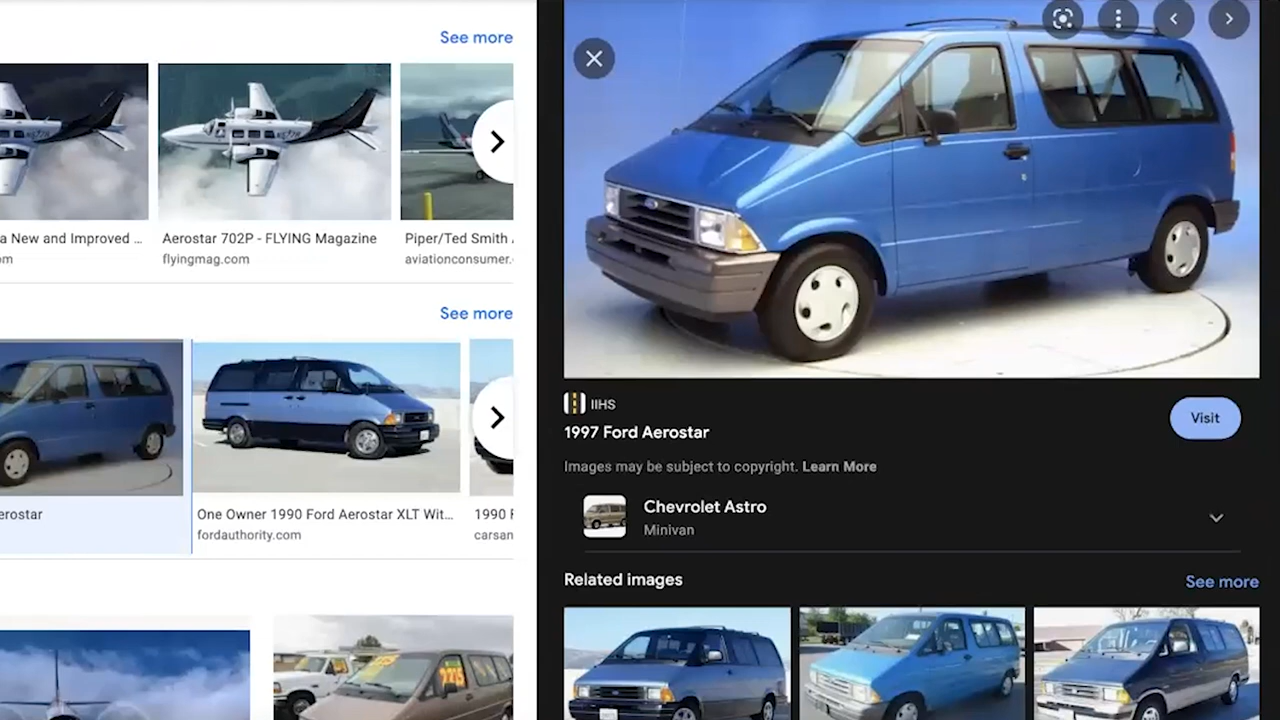 See more
a New and Improved ...
om
Aerostar 702P - FLYING Magazine
flyingmag.com
Piper/Ted Smith
aviationconsumer.
See more
erostar
One Owner 1990 Ford Aerostar XLT Wit...
fordauthority.com
1990 F
carsan
IIHS
1997 Ford Aerostar
Visit
Images may be subject to copyright. Learn More
Chevrolet Astro
Minivan
Related images
See more